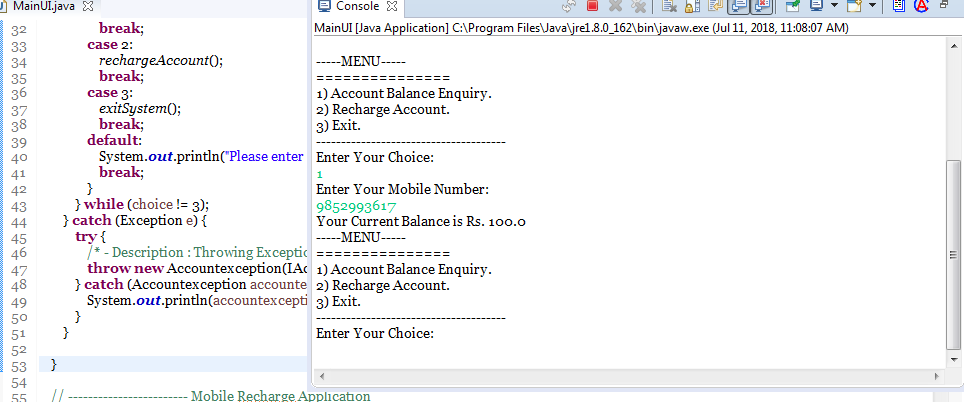 MainUI.java
Console
32 break;
33 case 2:
34 rechargeAccount();
35 break;
36 case 3:
37 exitSystem();
38 break;
39 default:
40 System.out.println("Please enter
41 break;
42 }
43 } while (choice != 3);
44 } catch (Exception e) {
45 try {
46 /* - Description : Throwing Exceptio
47 throw new Accountexception(IAc
48 } catch (Accountexception accounte
49 System.out.println(accountexcepti
50 }
51 }
52
53 }
54
55 // ------------------------ Mobile Recharge Application
MainUI [Java Application] C:\Program Files\Java\jre1.8.0_162\bin\javaw.exe (Jul 11, 2018, 11:08:07 AM)
-----MENU-----
===============
1) Account Balance Enquiry.
2) Recharge Account.
3) Exit.
--------------------------------------
Enter Your Choice:
1
Enter Your Mobile Number:
9852993617
Your Current Balance is Rs. 100.0
-----MENU-----
===============
1) Account Balance Enquiry.
2) Recharge Account.
3) Exit.
--------------------------------------
Enter Your Choice: